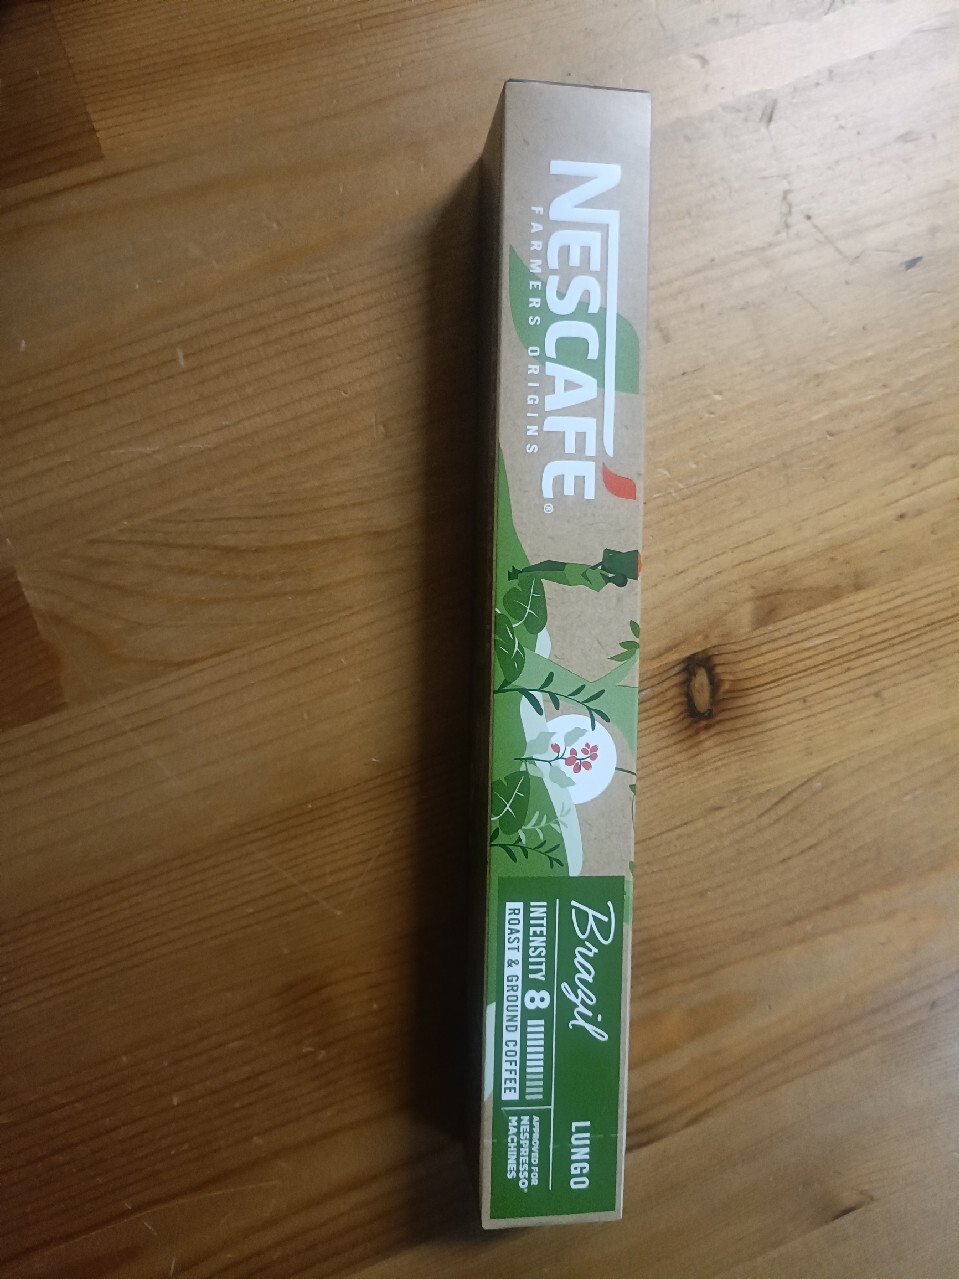 NESCAFÉ®
FARMERS ORIGINS
Brazil LUNGO
INTENSITY 8
ROAST & GROUND COFFEE
APPROVED FOR
NESPRESSO*
MACHINES